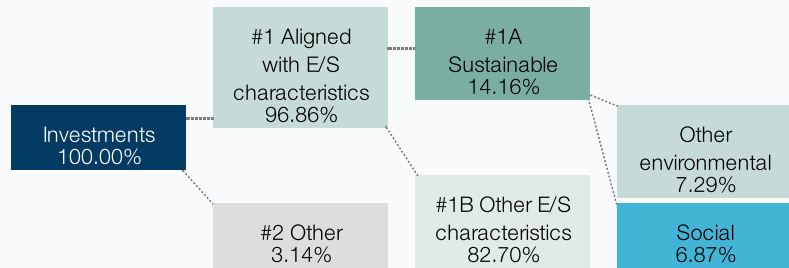 Investments
100.00%
#1 Aligned
with E/S
characteristics
96.86%
#2 Other
3.14%
#1A
Sustainable
14.16%
#1B Other E/S
characteristics
82.70%
Other
environmental
7.29%
Social
6.87%